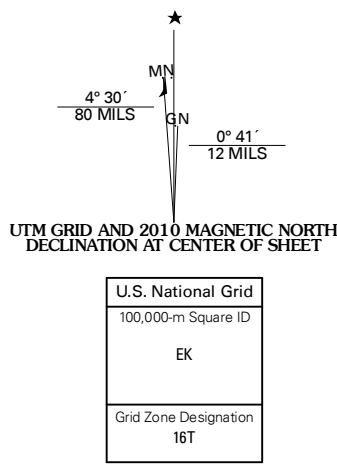 ★
MN
4° 30´
80 MILS
GN
0° 41´
12 MILS
UTM GRID AND 2010 MAGNETIC NORTH
DECLINATION AT CENTER OF SHEET
U.S. National Grid
100,000-m Square ID
EK
Grid Zone Designation
16T